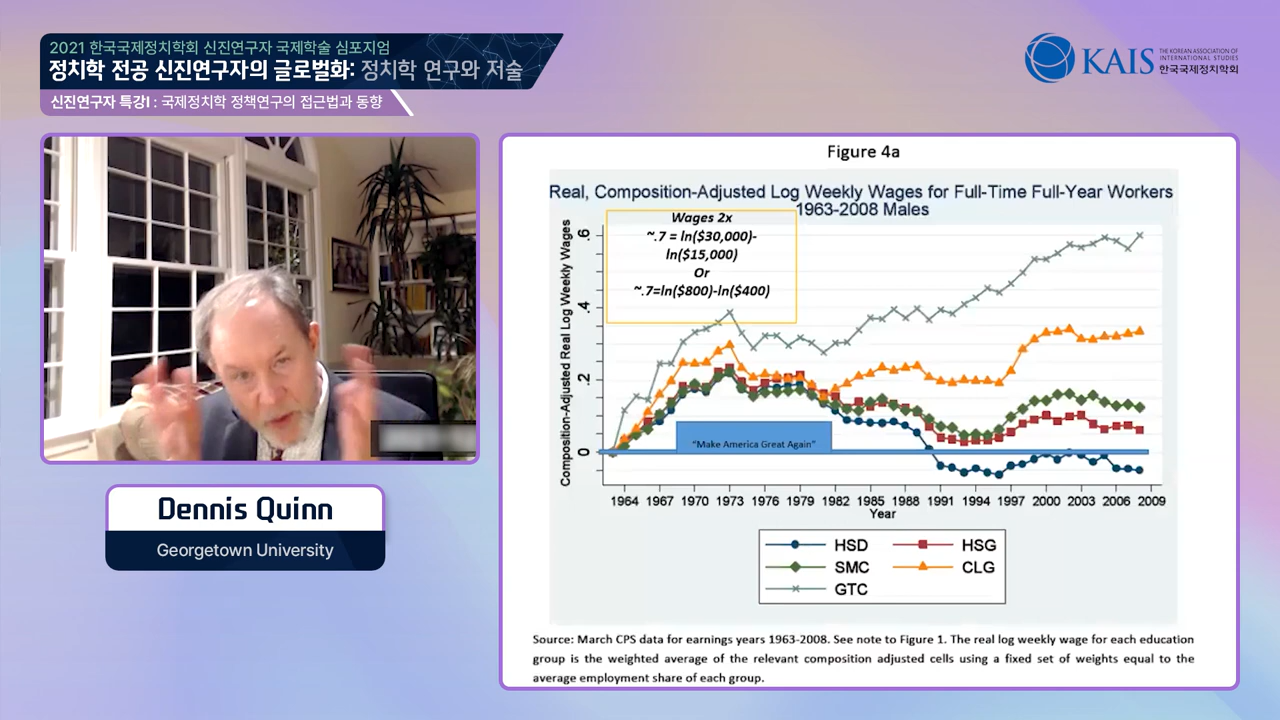 2021 한국국제정치학회 신진연구자 국제학술 심포지엄
정치학 전공 신진연구자의 글로벌화: 정치학 연구와 저술
신진연구자 특강I : 국제정치학 정책연구의 접근법과 동향
KAIS
THE KOREAN ASSOCIATION OF
INTERNATIONAL STUDIES
한국국제정치학회
Dennis Quinn
Georgetown University
Figure 4a
Real, Composition-Adjusted Log Weekly Wages for Full-Time Full-Year Workers
1963-2008 Males
Wages 2x
~.7 = ln($30,000)-
ln($15,000)
Or
~.7=ln($800)-ln($400)
Composition-Adjusted Real Log Weekly Wages
.6
.4
.2
0
"Make America Great Again"
1964 1967 1970 1973 1976 1979 1982 1985 1988 1991 1994 1997 2000 2003 2006 2009
Year
HSD HSG
SMC CLG
GTC
Source: March CPS data for earnings years 1963-2008. See note to Figure 1. The real log weekly wage for each education
group is the weighted average of the relevant composition adjusted cells using a fixed set of weights equal to the
average employment share of each group.